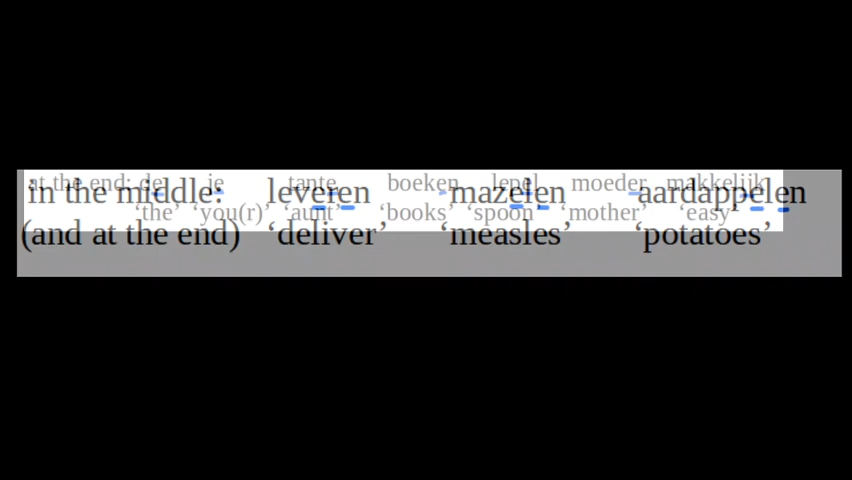 at the end: de je tante boeken lepel moeder makkelijk
‘the’ ‘you(r)’ ‘aunt’ ‘books’ ‘spoon’ ‘mother’ ‘easy’
in the middle: leveren mazelen aardappelen
(and at the end) ‘deliver’ ‘measles’ ‘potatoes’